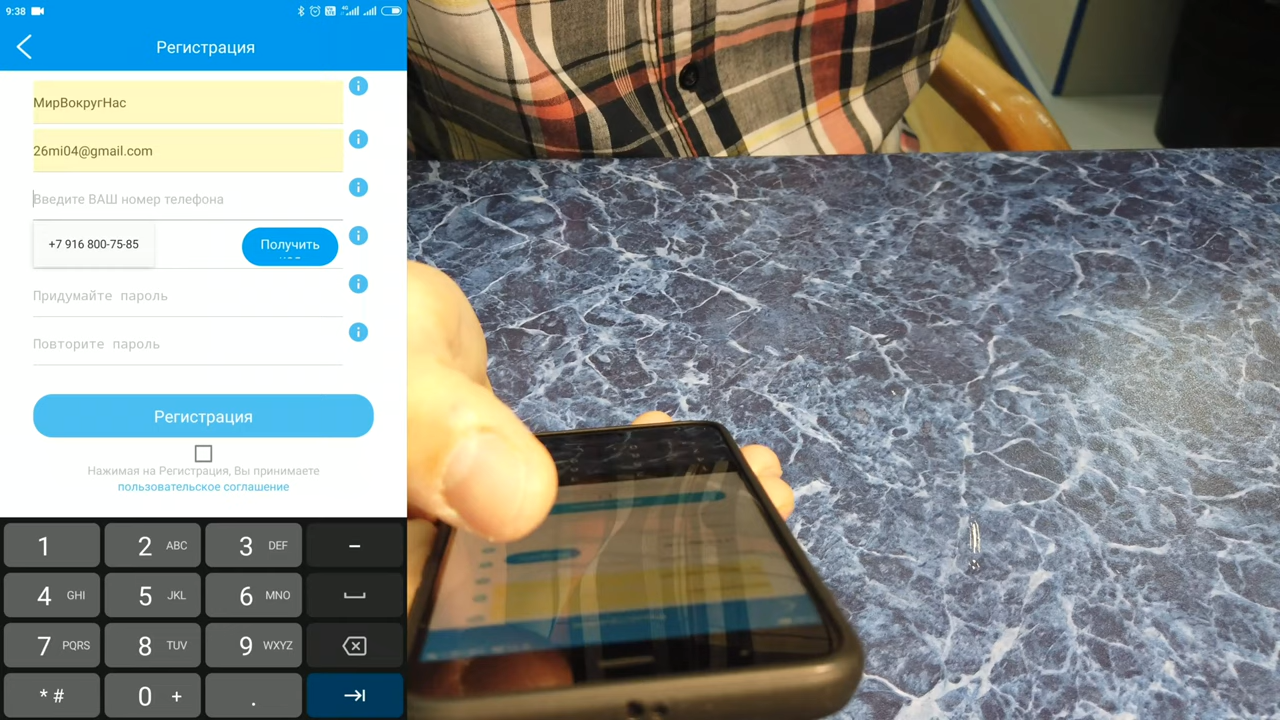 9:38
4G
Регистрация
МирВокругНас
26mi04@gmail.com
Введите ВАШ номер телефона
+7 916 800-75-85
Получить
Придумайте пароль
Повторите пароль
Регистрация
Нажимая на Регистрация, Вы принимаете
пользовательское соглашение
1 2 ABC 3 DEF –
4 GHI 5 JKL 6 MNO
7 PQRS 8 TUV 9 WXYZ
* # 0 + .